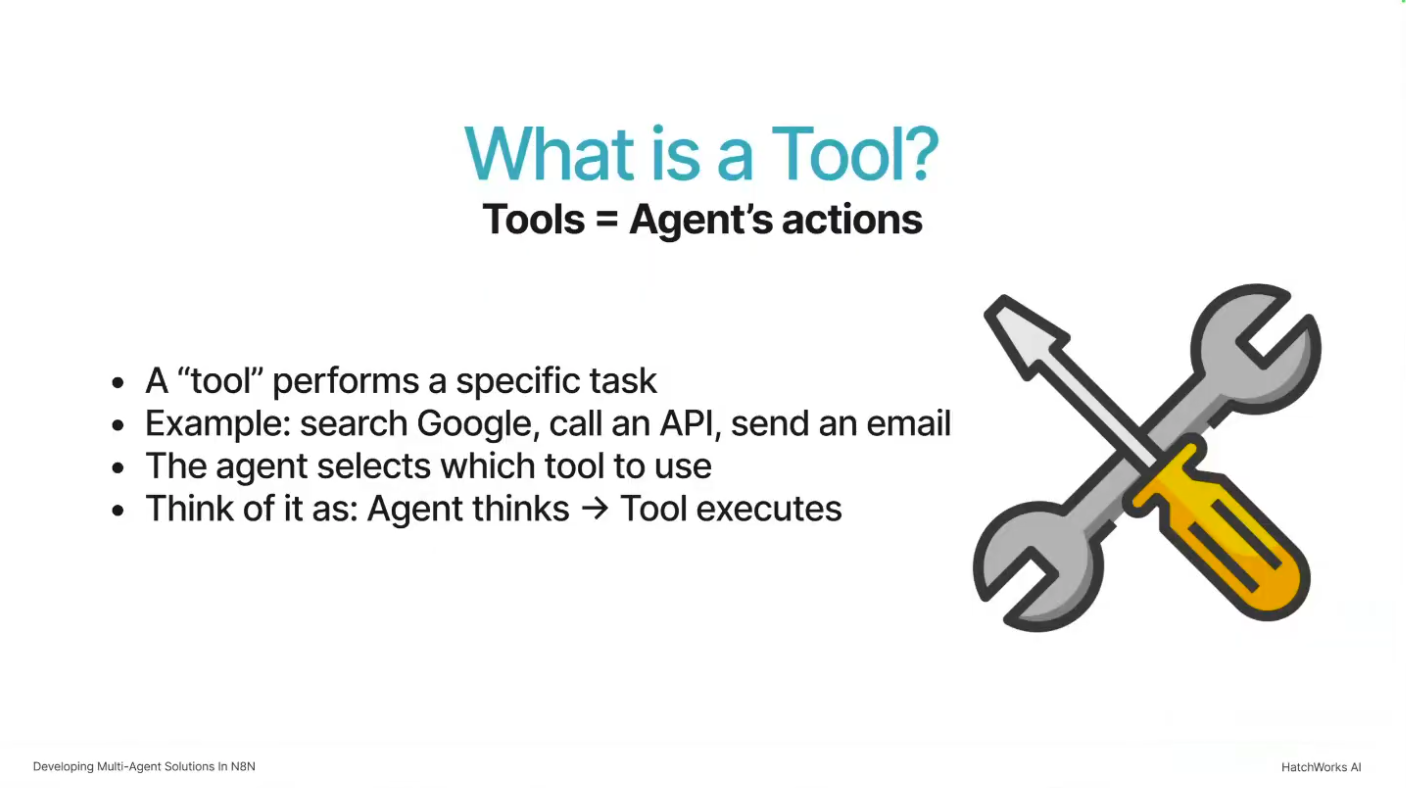 What is a Tool?
Tools = Agent’s actions
• A “tool” performs a specific task
• Example: search Google, call an API, send an email
• The agent selects which tool to use
• Think of it as: Agent thinks → Tool executes
Developing Multi-Agent Solutions In N8N
HatchWorks AI